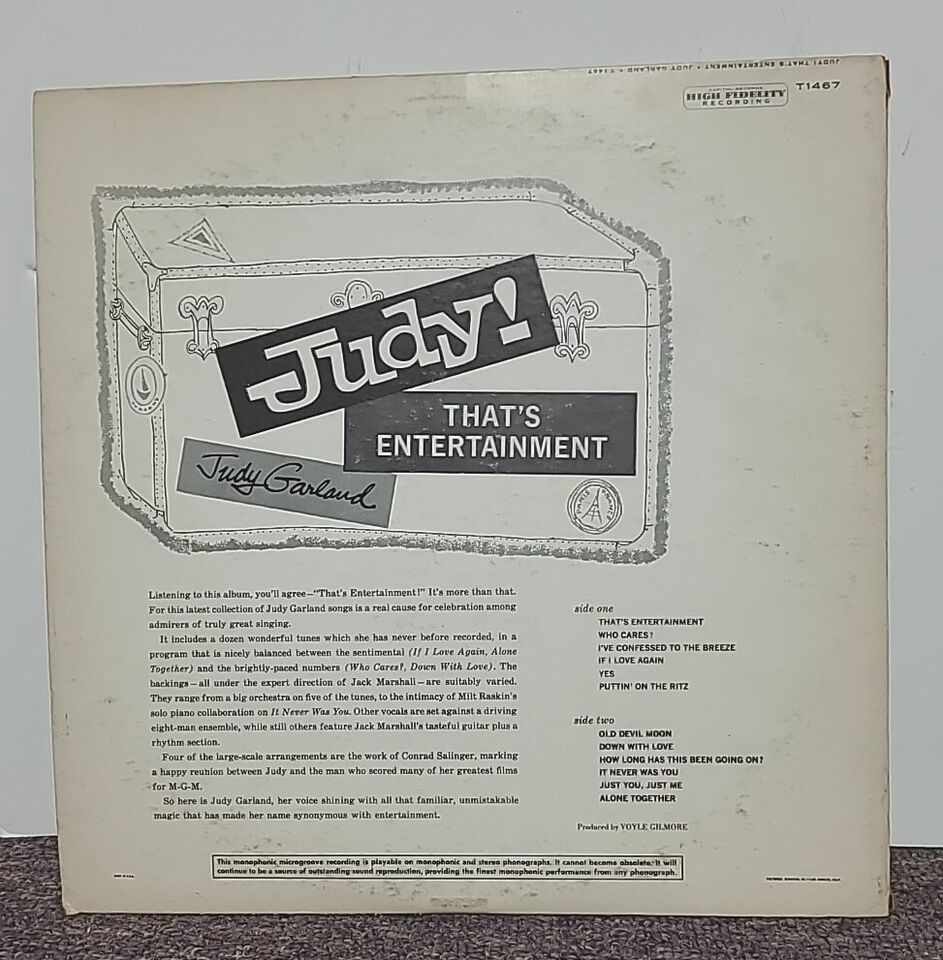 JUDY! THAT'S ENTERTAINMENT • JUDY GARLAND • T1467
CAPITOL RECORDS
HIGH FIDELITY
RECORDING
T1467
Judy!
THAT'S
ENTERTAINMENT
Judy Garland
PARIS FRANCE
Listening to this album, you'll agree—"That's Entertainment!" It's more than that.
For this latest collection of Judy Garland songs is a real cause for celebration among
admirers of truly great singing.
It includes a dozen wonderful tunes which she has never before recorded, in a
program that is nicely balanced between the sentimental (If I Love Again, Alone
Together) and the brightly-paced numbers (Who Cares?, Down With Love). The
backings—all under the expert direction of Jack Marshall—are suitably varied.
They range from a big orchestra on five of the tunes, to the intimacy of Milt Raskin's
solo piano collaboration on It Never Was You. Other vocals are set against a driving
eight-man ensemble, while still others feature Jack Marshall's tasteful guitar plus a
rhythm section.
Four of the large-scale arrangements are the work of Conrad Salinger, marking
a happy reunion between Judy and the man who scored many of her greatest films
for M-G-M.
So here is Judy Garland, her voice shining with all that familiar, unmistakable
magic that has made her name synonymous with entertainment.
side one
THAT'S ENTERTAINMENT
WHO CARES?
I'VE CONFESSED TO THE BREEZE
IF I LOVE AGAIN
YES
PUTTIN' ON THE RITZ
side two
OLD DEVIL MOON
DOWN WITH LOVE
HOW LONG HAS THIS BEEN GOING ON?
IT NEVER WAS YOU
JUST YOU, JUST ME
ALONE TOGETHER
Produced by VOYLE GILMORE
This monophonic microgroove recording is playable on monophonic and stereo phonographs. It cannot become obsolete. It will
continue to be a source of outstanding sound reproduction, providing the finest monophonic performance from any phonograph.